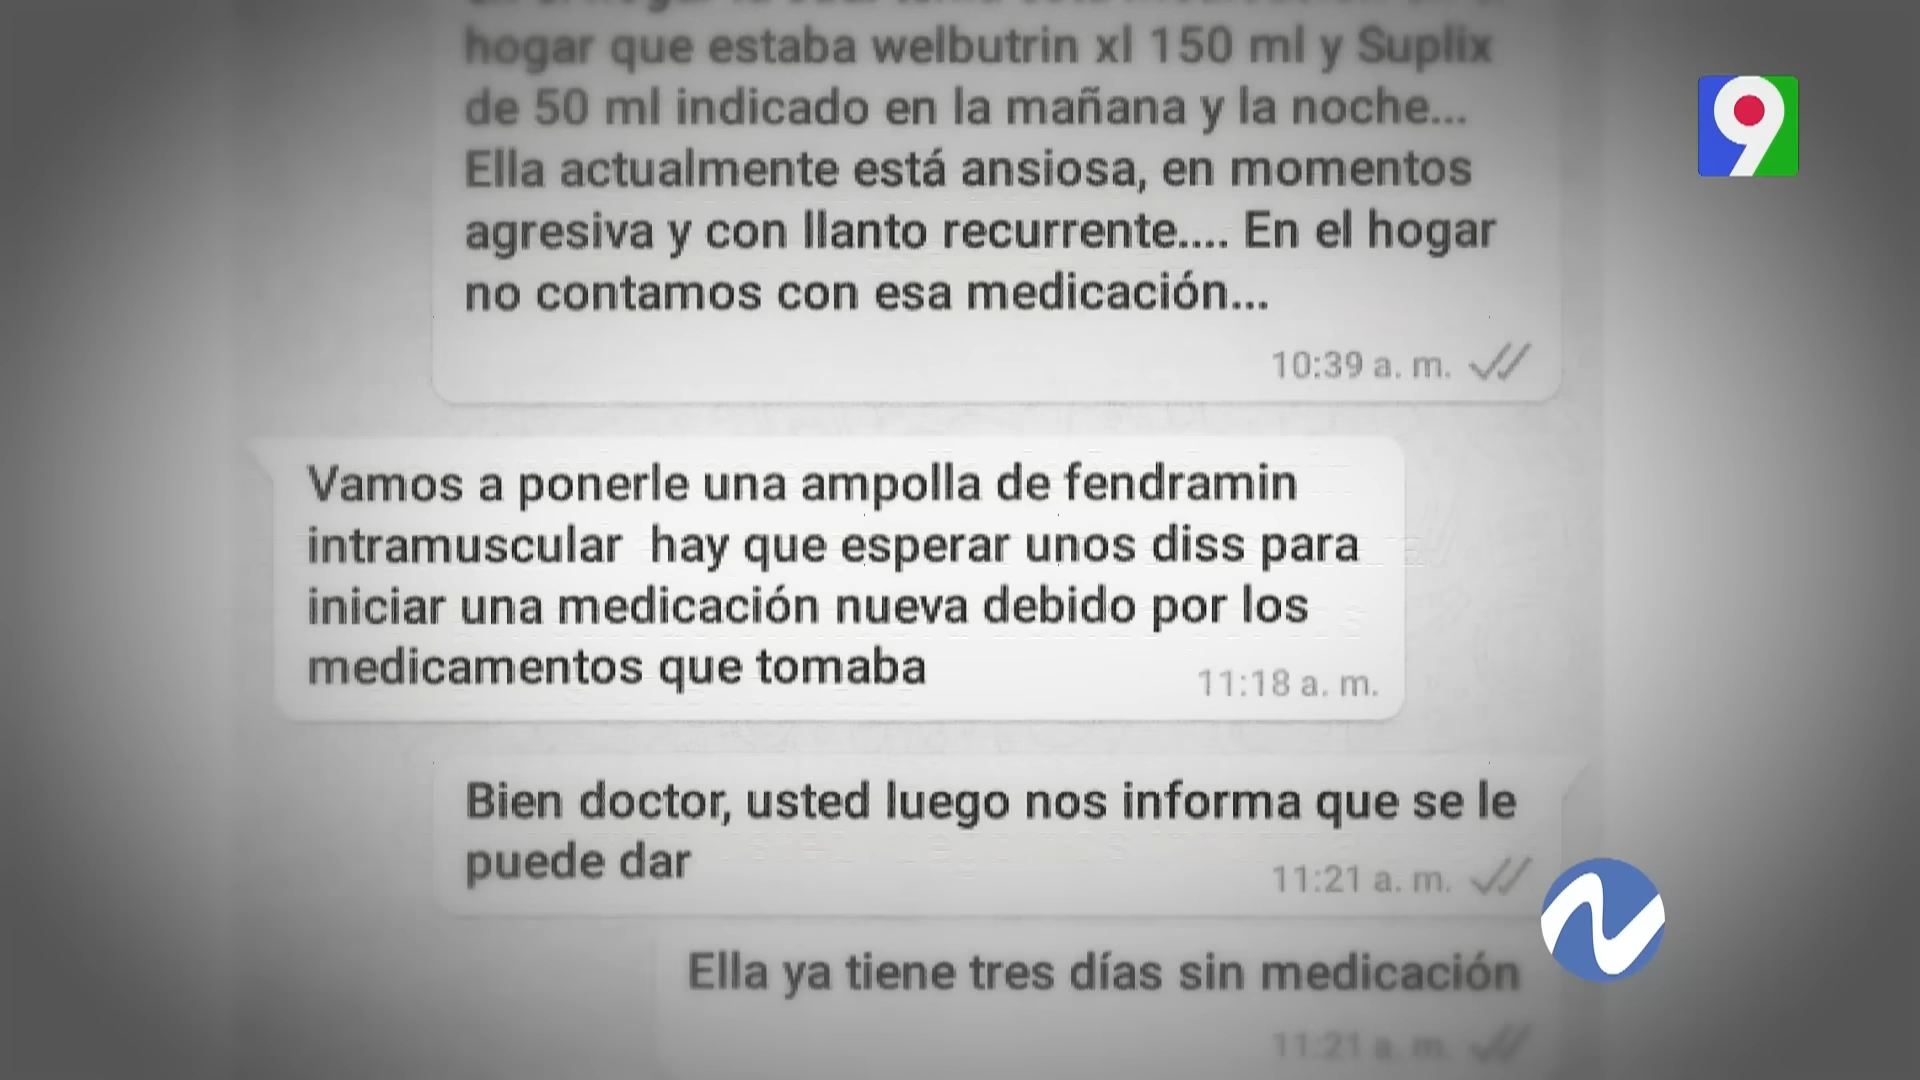 hogar que estaba welbutrin xl 150 ml y Suplix
de 50 ml indicado en la mañana y la noche...
Ella actualmente está ansiosa, en momentos
agresiva y con llanto recurrente.... En el hogar
no contamos con esa medicación...
10:39 a. m.
Vamos a ponerle una ampolla de fendramin
intramuscular hay que esperar unos diss para
iniciar una medicación nueva debido por los
medicamentos que tomaba
11:18 a. m.
Bien doctor, usted luego nos informa que se le
puede dar
11:21 a. m.
Ella ya tiene tres días sin medicación
11:21 a. m.
9